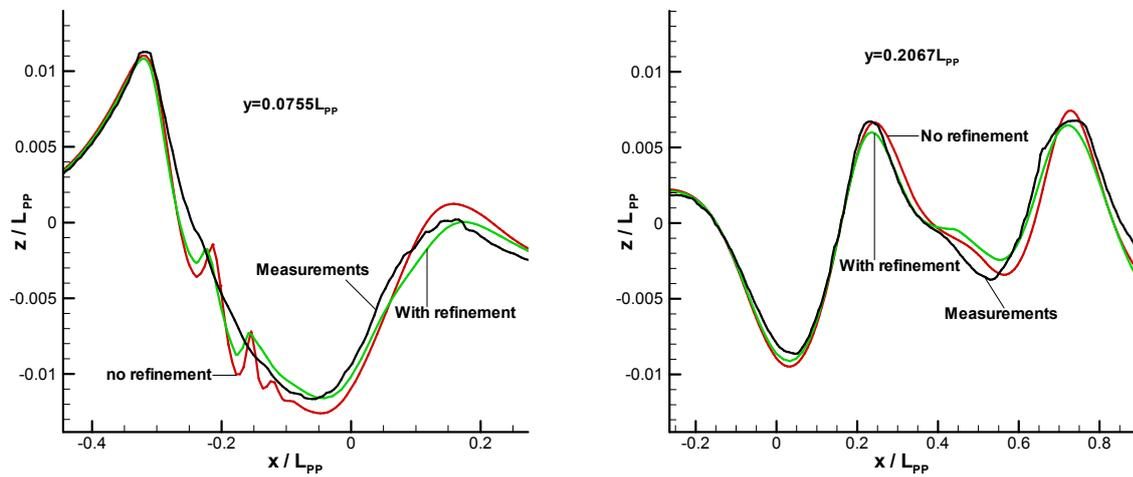 y=0.0755LPP
0.01
0.005
0
-0.005
-0.01
z / LPP
Measurements
With refinement
no refinement
-0.4
-0.2
0
0.2
x / LPP
y=0.2067LPP
0.01
0.005
0
-0.005
-0.01
z / LPP
No refinement
With refinement
Measurements
-0.2
0
0.2
0.4
0.6
0.8
x / LPP